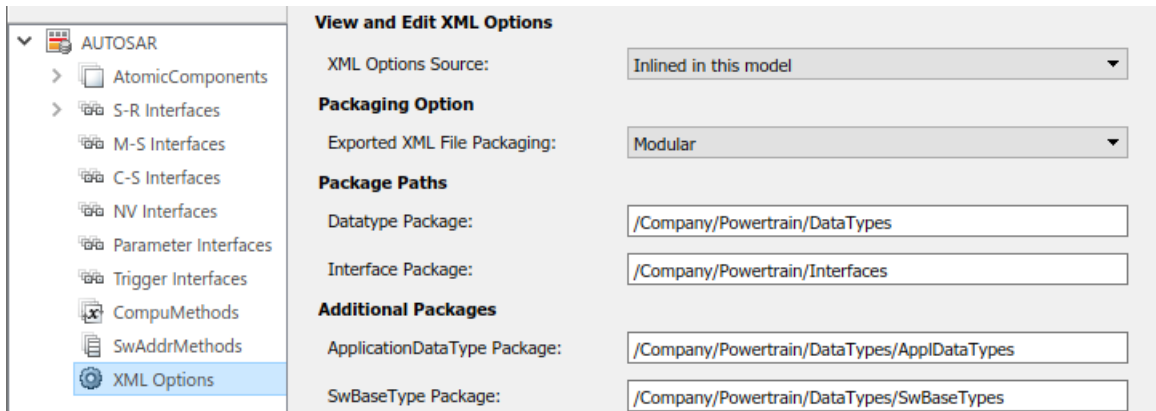 AUTOSAR
AtomicComponents
S-R Interfaces
M-S Interfaces
C-S Interfaces
NV Interfaces
Parameter Interfaces
Trigger Interfaces
CompuMethods
SwAddrMethods
XML Options
View and Edit XML Options
XML Options Source: Inlined in this model
Packaging Option
Exported XML File Packaging: Modular
Package Paths
Datatype Package: /Company/Powertrain/DataTypes
Interface Package: /Company/Powertrain/Interfaces
Additional Packages
ApplicationDataType Package: /Company/Powertrain/DataTypes/ApplDataTypes
SwBaseType Package: /Company/Powertrain/DataTypes/SwBaseTypes